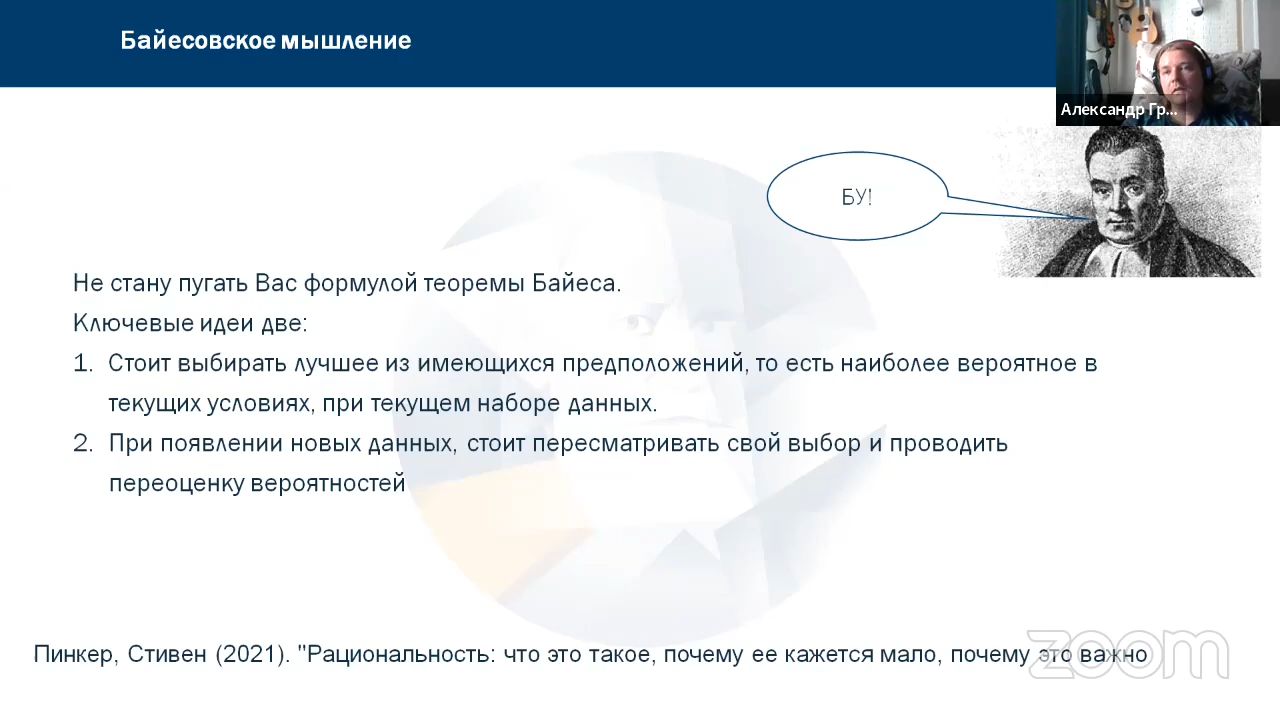 Байесовское мышление
Александр Гр...
БУ!
Не стану пугать Вас формулой теоремы Байеса.
Ключевые идеи две:
1. Стоит выбирать лучшее из имеющихся предположений, то есть наиболее вероятное в
текущих условиях, при текущем наборе данных.
2. При появлении новых данных, стоит пересматривать свой выбор и проводить
переоценку вероятностей
Пинкер, Стивен (2021). "Рациональность: что это такое, почему ее кажется мало, почему это важно
zoom